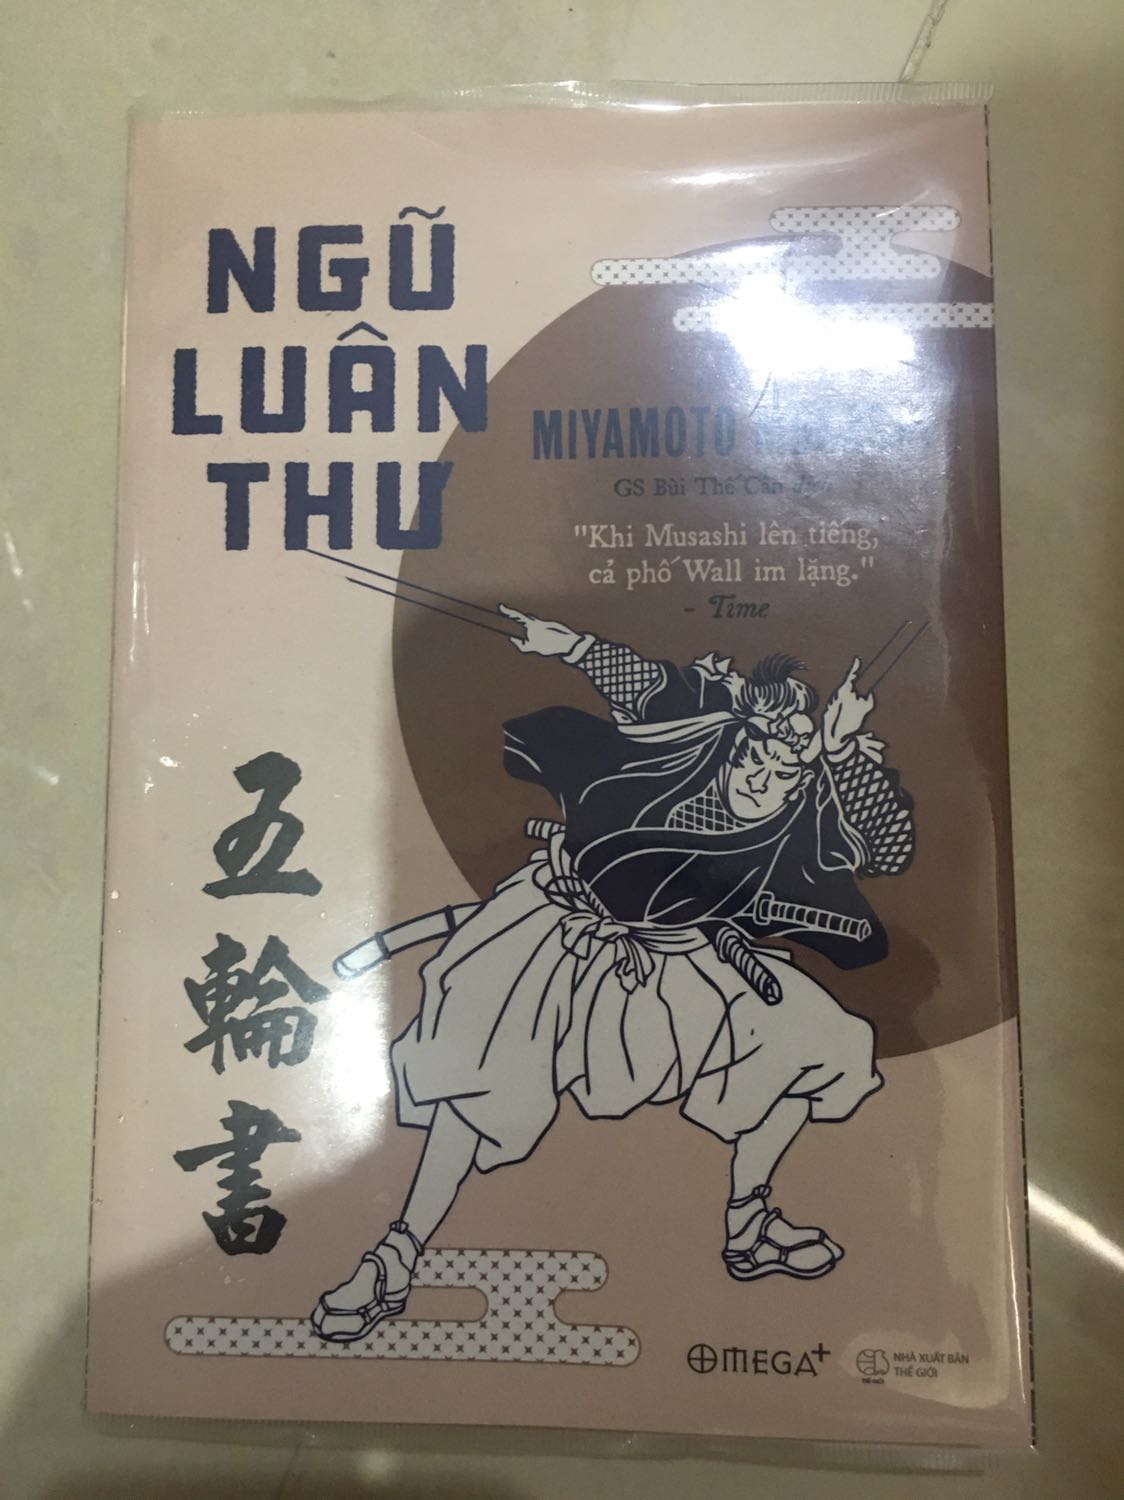 NGŨ
LUÂN
THƯ
MIYAMOTO
GS Bùi Thế Cần dịch
"Khi Musashi lên tiếng,
cả phố Wall im lặng."
- Time
五
輪
書
OMEGA+
NHÀ XUẤT BẢN
THẾ GIỚI